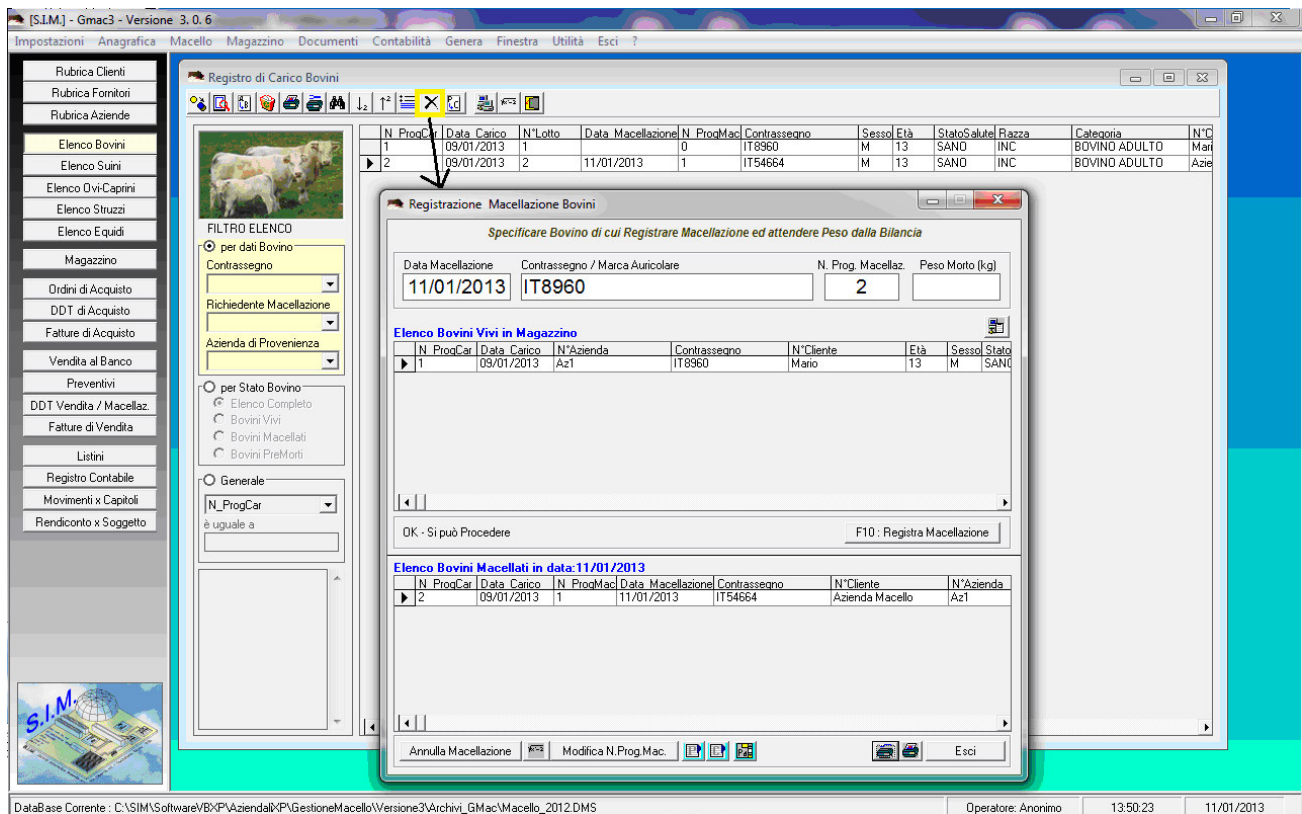 [S.I.M.] - Gmac3 - Versione 3. 0. 6
Impostazioni Anagrafica Macello Magazzino Documenti Contabilità Genera Finestra Utilità Esci ?
Rubrica Clienti
Rubrica Fornitori
Rubrica Aziende
Elenco Bovini
Elenco Suini
Elenco Ovi-Caprini
Elenco Struzzi
Elenco Equidi
Magazzino
Ordini di Acquisto
DDT di Acquisto
Fatture di Acquisto
Vendita al Banco
Preventivi
DDT Vendita / Macellaz.
Fatture di Vendita
Listini
Registro Contabile
Movimenti x Capitoli
Rendiconto x Soggetto
S.I.M.
Registro di Carico Bovini
N_ProgCar Data_Carico N°Lotto Data_Macellazione N_ProgMac Contrassegno Sesso Età StatoSalute Razza Categoria N°C
1 09/01/2013 1 0 IT8960 M 13 SANO INC BOVINO ADULTO Mari
2 09/01/2013 2 11/01/2013 1 IT54664 M 13 SANO INC BOVINO ADULTO Azie
FILTRO ELENCO
per dati Bovino
Contrassegno
Richiedente Macellazione
Azienda di Provenienza
per Stato Bovino
Elenco Completo
Bovini Vivi
Bovini Macellati
Bovini PreMorti
Generale
N_ProgCar
è uguale a
Registrazione Macellazione Bovini
Specificare Bovino di cui Registrare Macellazione ed attendere Peso dalla Bilancia
Data Macellazione Contrassegno / Marca Auricolare N. Prog. Macellaz. Peso Morto (kg)
11/01/2013 IT8960 2
Elenco Bovini Vivi in Magazzino
N_ProgCar Data_Carico N°Azienda Contrassegno N°Cliente Età Sesso Stato
1 09/01/2013 Az1 IT8960 Mario 13 M SANO
OK - Si può Procedere F10 : Registra Macellazione
Elenco Bovini Macellati in data:11/01/2013
N_ProgCar Data_Carico N_ProgMac Data_Macellazione Contrassegno N°Cliente N°Azienda
2 09/01/2013 1 11/01/2013 IT54664 Azienda Macello Az1
Annulla Macellazione Modifica N.Prog.Mac. Esci
DataBase Corrente : C:\SIM\SoftwareVBXP\AziendaliXP\GestioneMacello\Versione3\Archivi_GMac\Macello_2012.DMS Operatore: Anonimo 13:50:23 11/01/2013